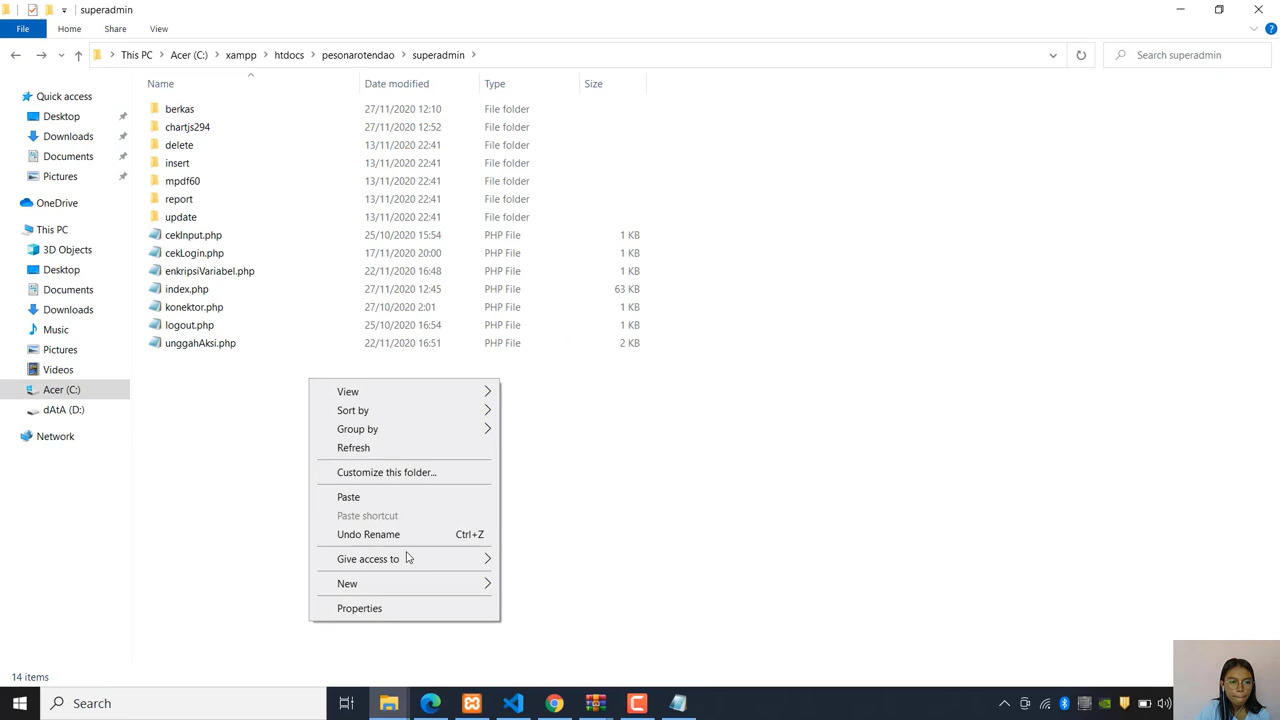 superadmin
File
Home
Share
View
This PC
Acer (C:)
xampp
htdocs
pesonarotendao
superadmin
Search superadmin
Name
Date modified
Type
Size
Quick access
Desktop
Downloads
Documents
Pictures
OneDrive
This PC
3D Objects
Desktop
Documents
Downloads
Music
Pictures
Videos
Acer (C:)
dAtA (D:)
Network
berkas 27/11/2020 12:10 File folder
chartjs294 27/11/2020 12:52 File folder
delete 13/11/2020 22:41 File folder
insert 13/11/2020 22:41 File folder
mpdf60 13/11/2020 22:41 File folder
report 13/11/2020 22:41 File folder
update 13/11/2020 22:41 File folder
cekInput.php 25/10/2020 15:54 PHP File 1 KB
cekLogin.php 17/11/2020 20:00 PHP File 1 KB
enkripsiVariabel.php 22/11/2020 16:48 PHP File 1 KB
index.php 27/11/2020 12:45 PHP File 63 KB
konektor.php 27/10/2020 2:01 PHP File 1 KB
logout.php 25/10/2020 16:54 PHP File 1 KB
unggahAksi.php 22/11/2020 16:51 PHP File 2 KB
View
Sort by
Group by
Refresh
Customize this folder...
Paste
Paste shortcut
Undo Rename Ctrl+Z
Give access to
New
Properties
14 items
Search